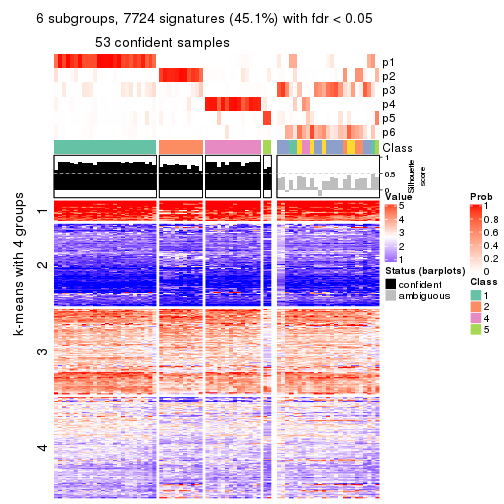 6 subgroups, 7724 signatures (45.1%) with fdr < 0.05
53 confident samples
p1
p2
p3
p4
p5
p6
Class
1
0.5
0
Silhouette
score
k-means with 4 groups
1
2
3
4
Value
5
4
3
2
1
Status (barplots)
confident
ambiguous
Prob
1
0.8
0.6
0.4
0.2
0
Class
1
2
4
5